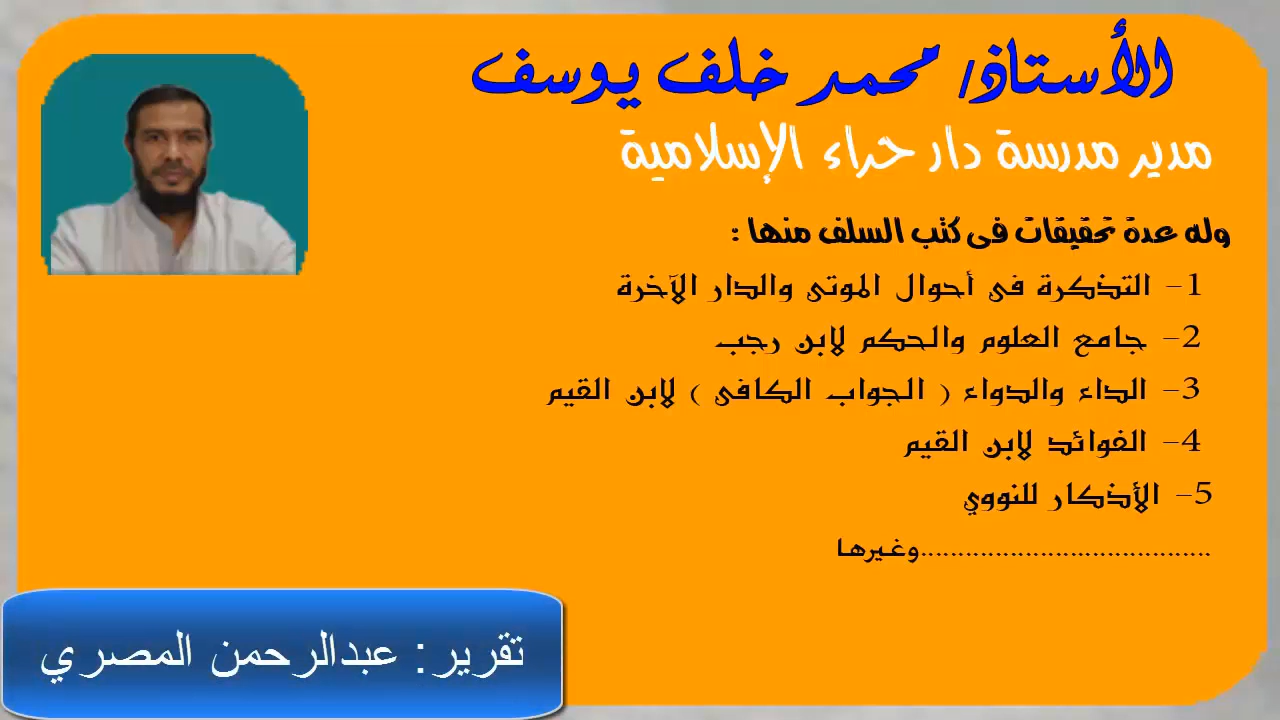 الأستاذ/ محمد خلف يوسف
مدير مدرسة دار حراء الإسلامية
وله عدة تحقيقات فى كتب السلف منها :
1- التذكرة فى أحوال الموتى والدار الآخرة
2- جامع العلوم والحكم لابن رجب
3- الداء والدواء ( الجواب الكافى ) لابن القيم
4- الفوائد لابن القيم
5- الأذكار للنووي
.......................................وغيرها
تقرير: عبدالرحمن المصري